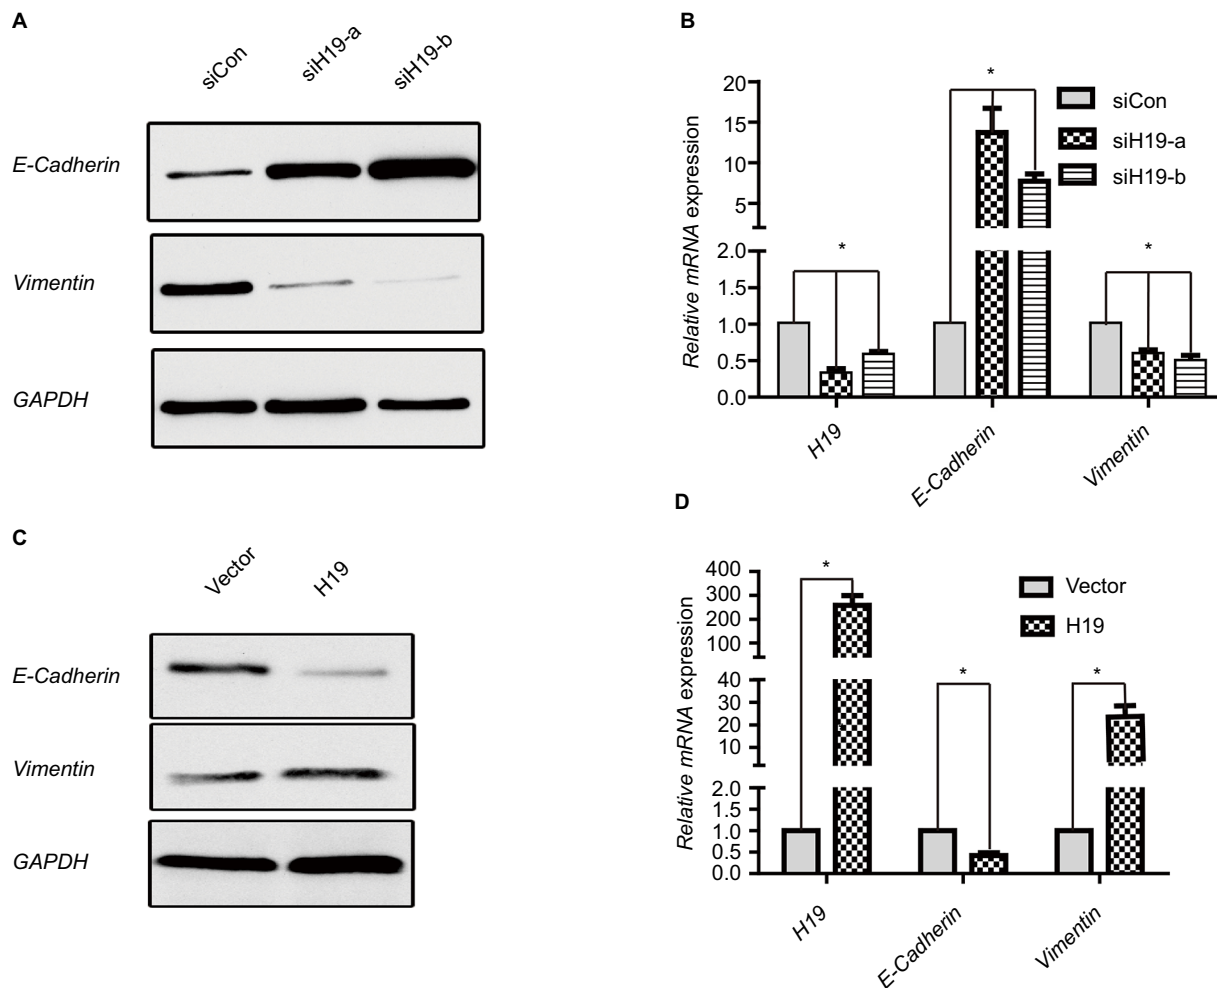 A
siCon
siH19-a
siH19-b
E-Cadherin
Vimentin
GAPDH
B
Relative mRNA expression
20
15
10
5
2.0
1.5
1.0
0.5
0.0
*
*
*
siCon
siH19-a
siH19-b
H19
E-Cadherin
Vimentin
C
Vector
H19
E-Cadherin
Vimentin
GAPDH
D
Relative mRNA expression
400
300
200
100
40
30
20
10
2.0
1.5
1.0
0.5
0.0
*
*
*
Vector
H19
H19
E-Cadherin
Vimentin